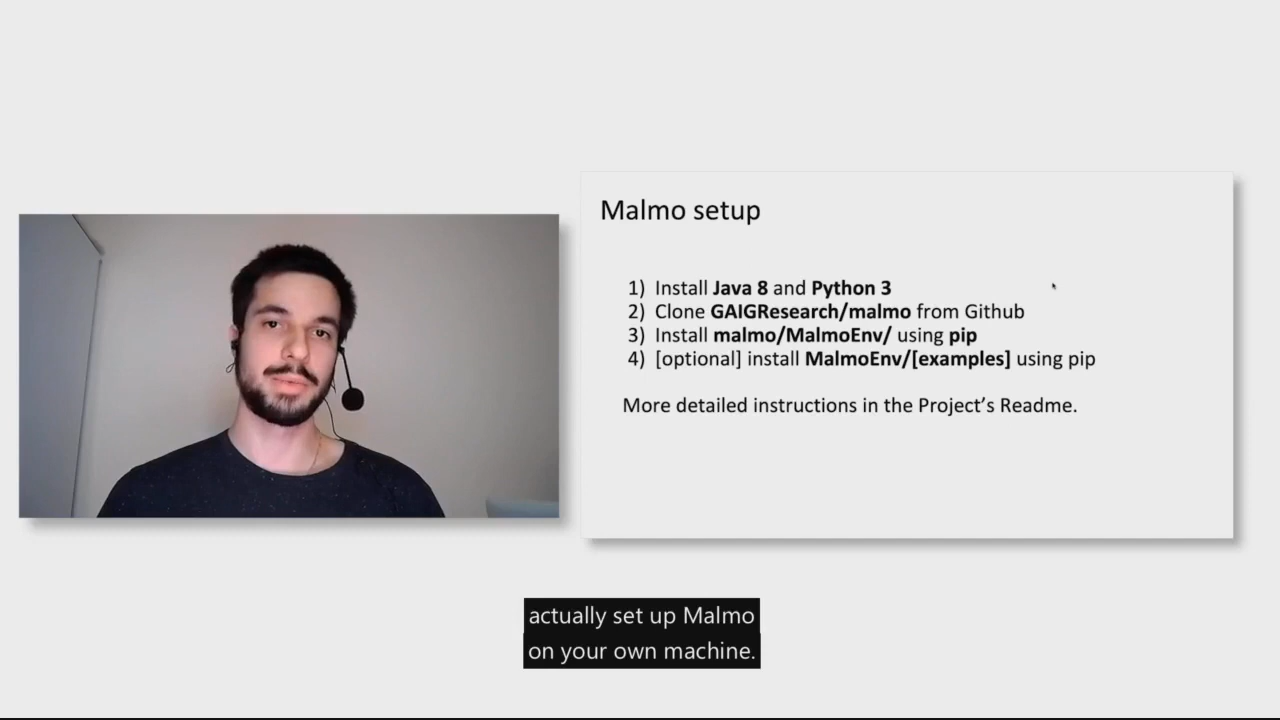 Malmo setup
1) Install Java 8 and Python 3
2) Clone GAIGResearch/malmo from Github
3) Install malmo/MalmoEnv/ using pip
4) [optional] install MalmoEnv/[examples] using pip
More detailed instructions in the Project’s Readme.
actually set up Malmo
on your own machine.